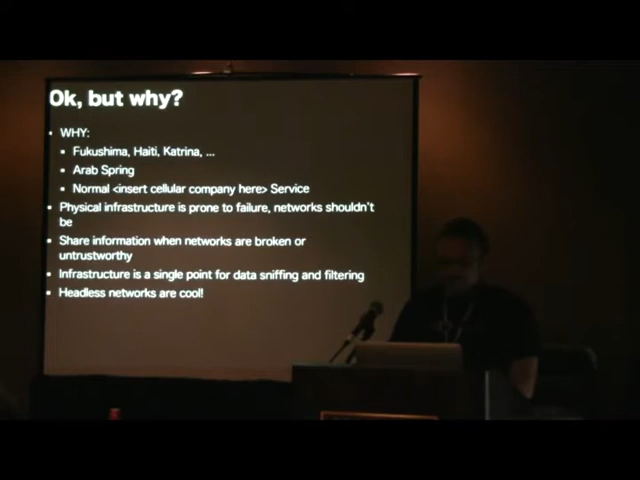 Ok, but why?
• WHY:
• Fukushima, Haiti, Katrina, ...
• Arab Spring
• Normal <insert cellular company here> Service
• Physical infrastructure is prone to failure, networks shouldn't
be
• Share information when networks are broken or
untrustworthy
• Infrastructure is a single point for data sniffing and filtering
• Headless networks are cool!